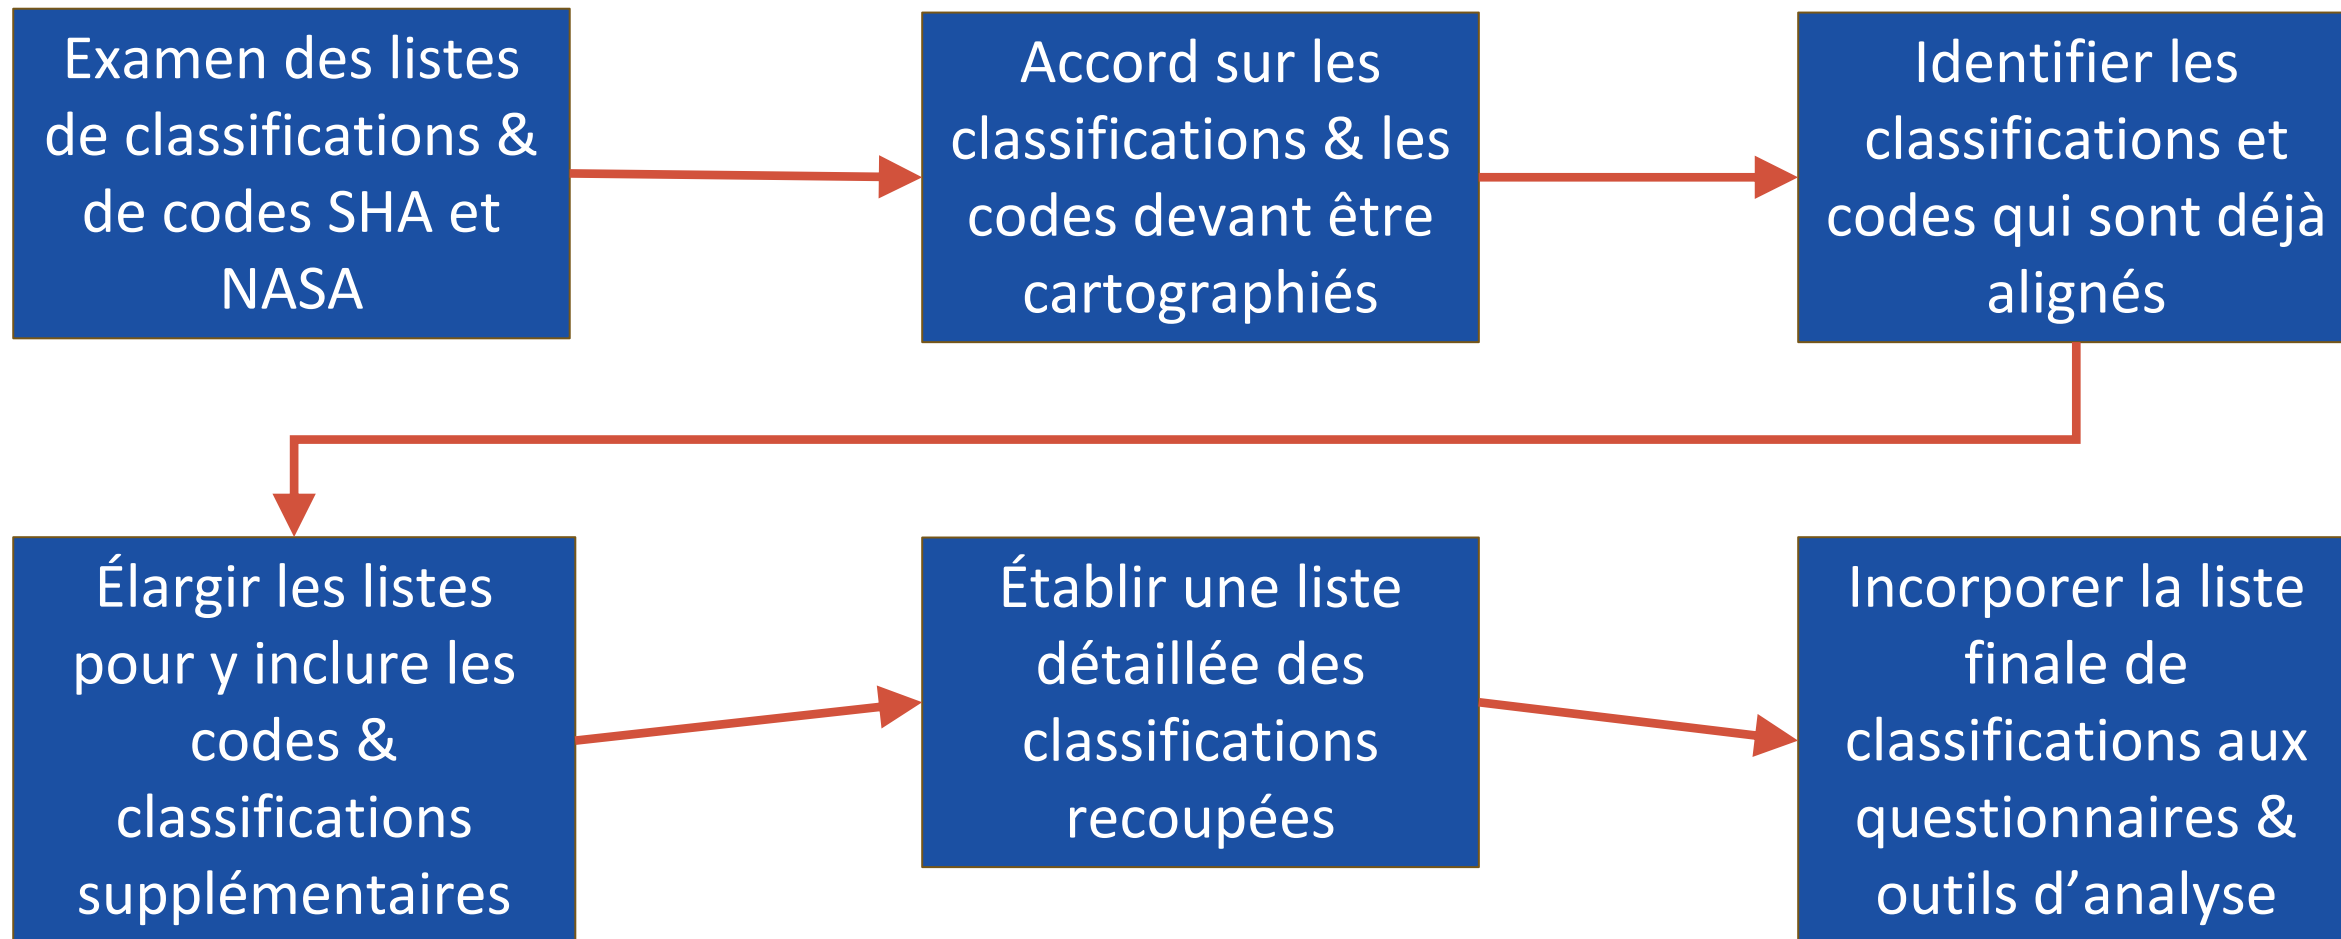 Examen des listes
de classifications &
de codes SHA et
NASA
Accord sur les
classifications & les
codes devant être
cartographiés
Identifier les
classifications et
codes qui sont déjà
alignés
Élargir les listes
pour y inclure les
codes &
classifications
supplémentaires
Établir une liste
détaillée des
classifications
recoupées
Incorporer la liste
finale de
classifications aux
questionnaires &
outils d’analyse